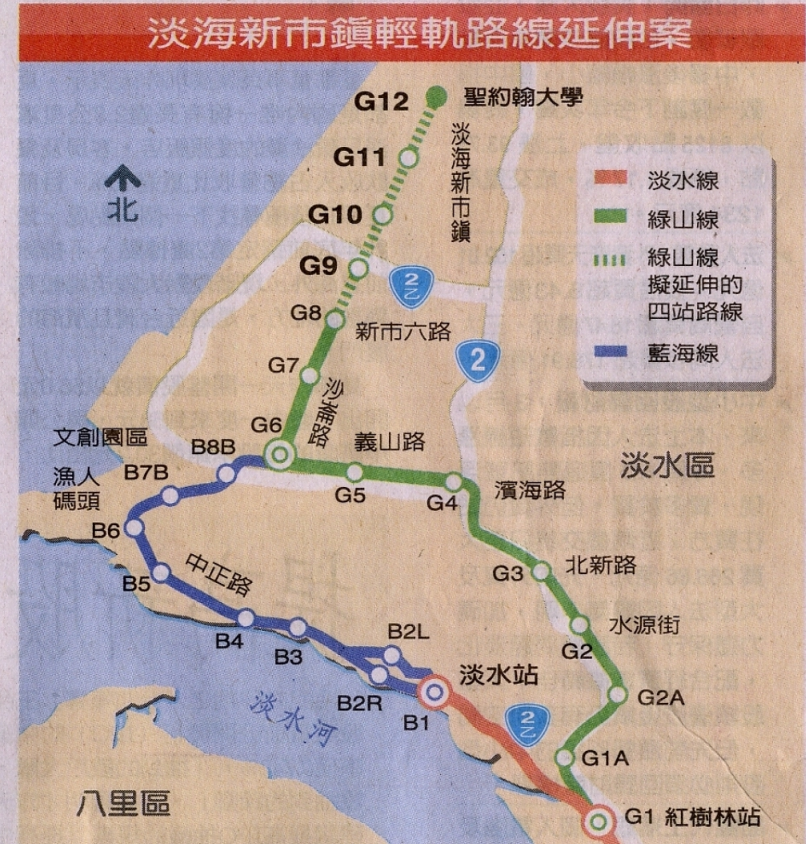 淡海新市鎮輕軌路線延伸案
G12
聖約翰大學
淡海新市鎮
G11
北
G10
G9
2乙
G8
新市六路
2
G7
沙崙路
淡水線
綠山線
綠山線
擬延伸的
四站路線
藍海線
G6
文創園區
B8B
義山路
漁人
碼頭
B7B
G5
G4
濱海路
淡水區
B6
中正路
B5
G3
北新路
B4
B3
B2L
G2
水源街
淡水站
B2R
B1
G2A
2乙
淡水河
G1A
八里區
G1 紅樹林站